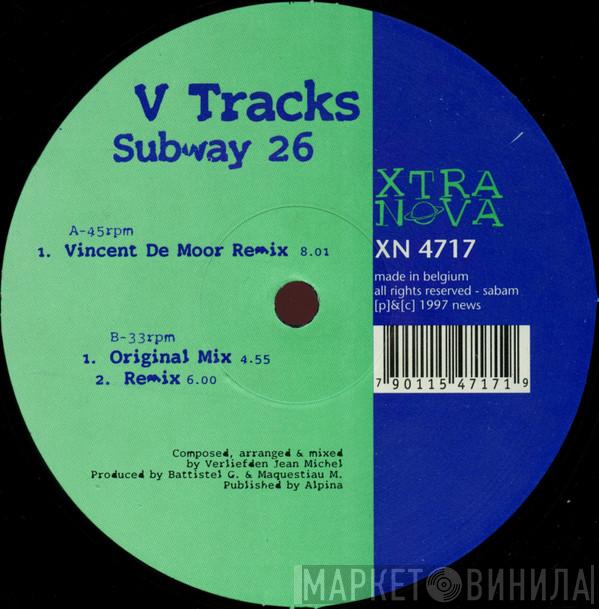 V Tracks
Subway 26
XTRA
NOVA
XN 4717
made in belgium
all rights reserved - sabam
[p]&[c] 1997 news
7 90115 47171 9
A-45rpm
1. Vincent De Moor Remix 8.01
B-33rpm
1. Original Mix 4.55
2. Remix 6.00
Composed, arranged & mixed
by Verliefden Jean Michel
Produced by Battistel G. & Maquestiau M.
Published by Alpina
МАРКЕТ ВИНИЛА